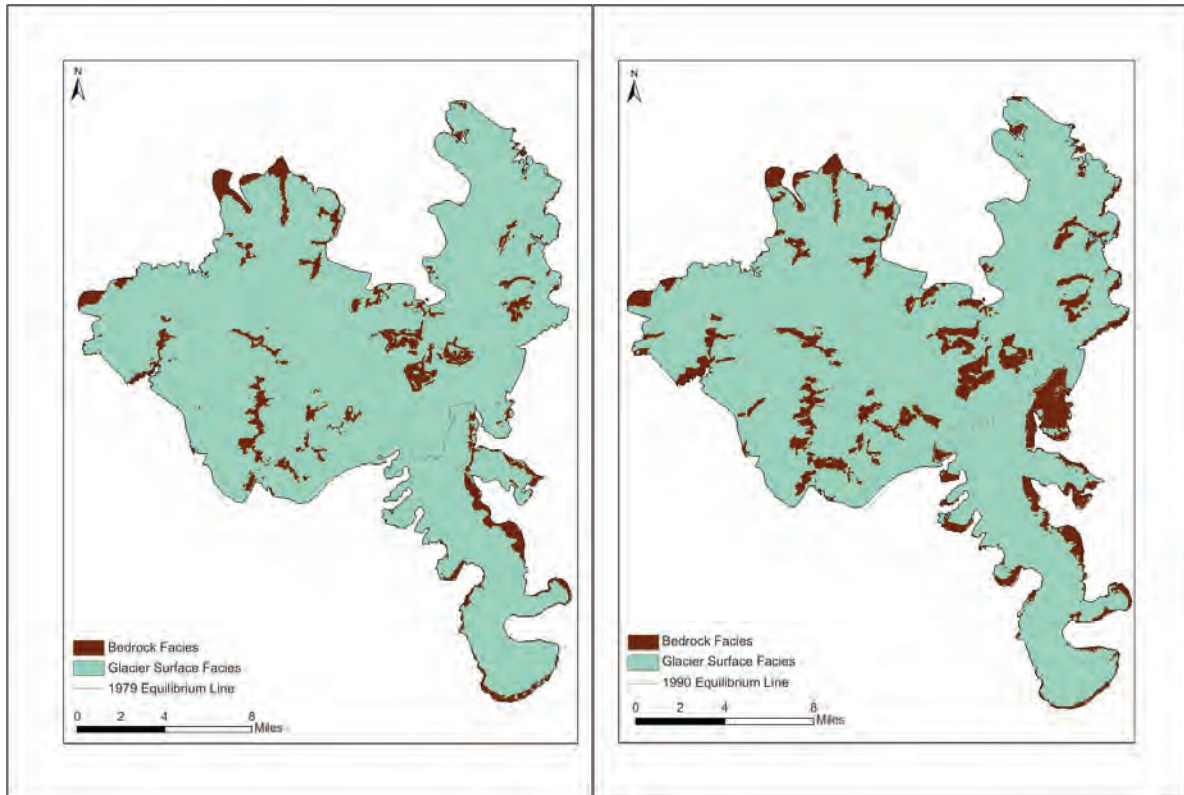 N
Bedrock Facies
Glacier Surface Facies
1979 Equilibrium Line
0 2 4 8
Miles
N
Bedrock Facies
Glacier Surface Facies
1990 Equilibrium Line
0 2 4 8
Miles